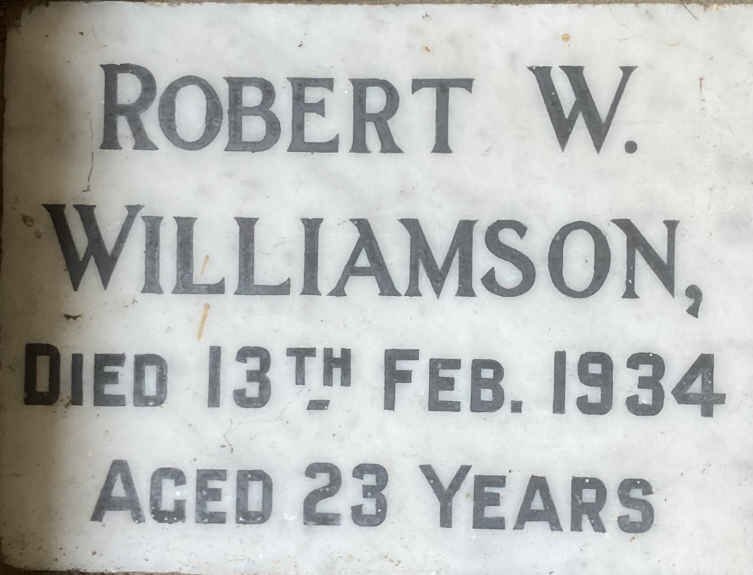 ROBERT W.
WILLIAMSON,
DIED 13TH FEB. 1934
AGED 23 YEARS